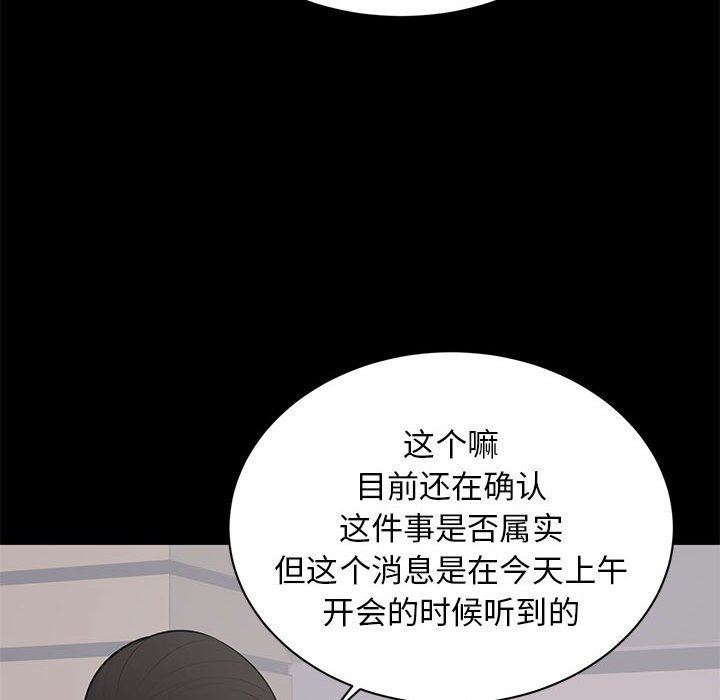 这个嘛
目前还在确认
这件事是否属实
但这个消息是在今天上午
开会的时候听到的